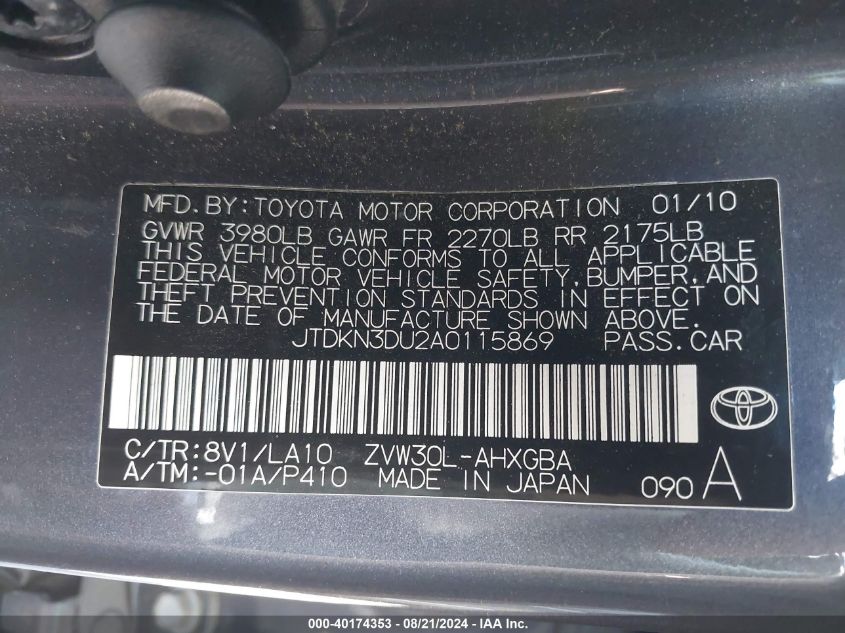 MFD.BY:TOYOTA MOTOR CORPORATION 01/10
GVWR 3980LB GAWR FR 2270LB RR 2175LB
THIS VEHICLE CONFORMS TO ALL APPLICABLE
FEDERAL MOTOR VEHICLE SAFETY,BUMPER,AND
THEFT PREVENTION STANDARDS IN EFFECT ON
THE DATE OF MANUFACTURE SHOWN ABOVE.
JTDKN3DU2A0115869 PASS.CAR
C/TR:8V1/LA10 ZVW30L-AHXGBA
A/TM:-01A/P410 MADE IN JAPAN 090 A
000-40174353 - 08/21/2024 - IAAI.COM